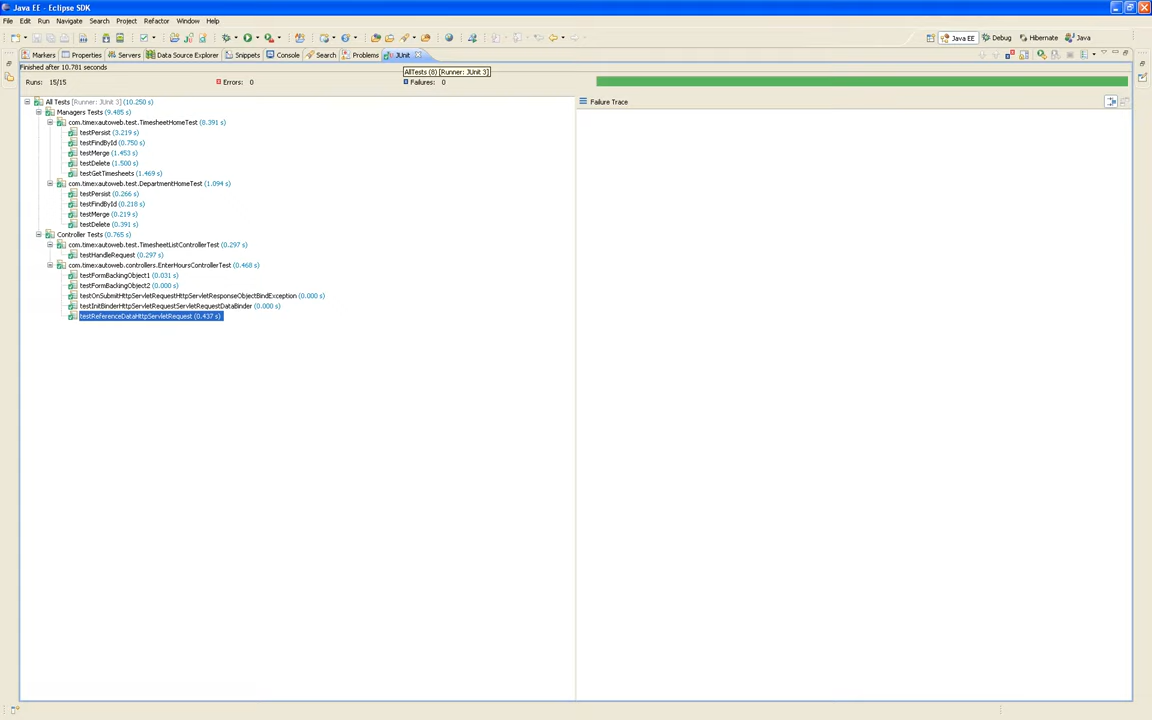 Java EE - Eclipse SDK
File Edit Run Navigate Search Project Refactor Window Help
Java EE Debug Hibernate Java
Markers Properties Servers Data Source Explorer Snippets Console Search Problems JUnit
Finished after 10.781 seconds
AllTests (8) [Runner: JUnit 3]
Runs: 15/15 Errors: 0 Failures: 0
All Tests [Runner: JUnit 3] (10.250 s)
Failure Trace
Managers Tests (9.485 s)
com.timexautoweb.test.TimesheetHomeTest (8.391 s)
testPersist (3.219 s)
testFindById (0.750 s)
testMerge (1.453 s)
testDelete (1.500 s)
testGetTimesheets (1.469 s)
com.timexautoweb.test.DepartmentHomeTest (1.094 s)
testPersist (0.266 s)
testFindById (0.218 s)
testMerge (0.219 s)
testDelete (0.391 s)
Controller Tests (0.765 s)
com.timexautoweb.test.TimesheetListControllerTest (0.297 s)
testHandleRequest (0.297 s)
com.timexautoweb.controllers.EnterHoursControllerTest (0.468 s)
testFormBackingObject1 (0.031 s)
testFormBackingObject2 (0.000 s)
testOnSubmitHttpServletRequestHttpServletResponseObjectBindException (0.000 s)
testInitBinderHttpServletRequestServletRequestDataBinder (0.000 s)
testReferenceDataHttpServletRequest (0.437 s)